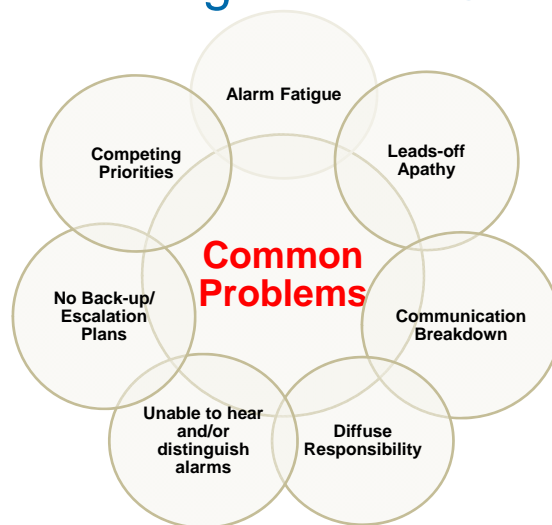 Alarm Fatigue
Leads-off
Apathy
Communication
Breakdown
Diffuse
Responsibility
Unable to hear
and/or
distinguish
alarms
No Back-up/
Escalation
Plans
Competing
Priorities
Common
Problems